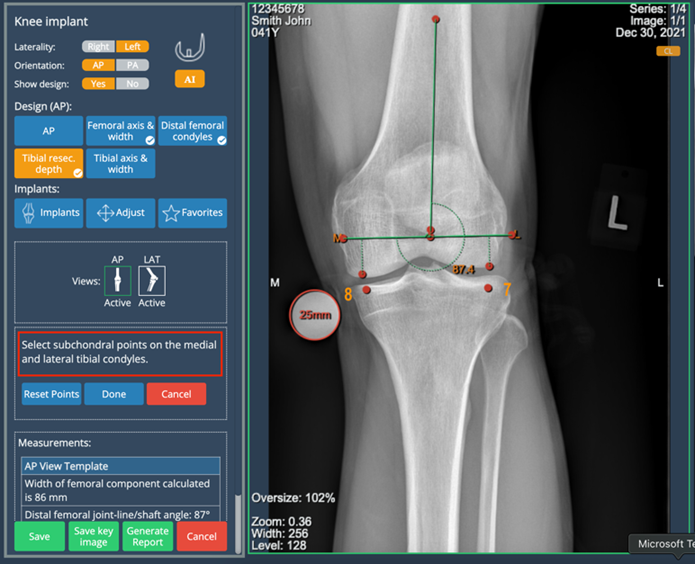 Knee implant
Laterality: Right Left
Orientation: AP PA
Show design: Yes No
AI
Design (AP):
AP
Femoral axis &
width
Distal femoral
condyles
Tibial resec.
depth
Tibial axis &
width
Implants:
Implants
Adjust
Favorites
AP LAT
Views:
Active Active
Select subchondral points on the medial
and lateral tibial condyles.
Reset Points Done Cancel
Measurements:
AP View Template
Width of femoral component calculated
is 86 mm
Distal femoral joint-line/shaft angle: 87°
Save
Save key
image
Generate
Report
Cancel
12345678
Smith John
041Y
Series: 1/4
Image: 1/1
Dec 30, 2021
CL
L
M L
87.4
M L
8 7
25mm
Oversize: 102%
Zoom: 0.36
Width: 256
Level: 128
Microsoft Te